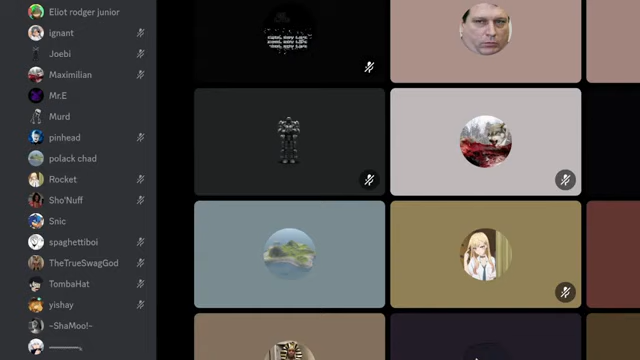 Eliot rodger junior
ignant
Joebi
Maximilian
Mr.E
Murd
pinhead
polack chad
Rocket
Sho'Nuff
Snic
spaghettiboi
TheTrueSwagGod
TombaHat
yishay
~ShaMoo!~